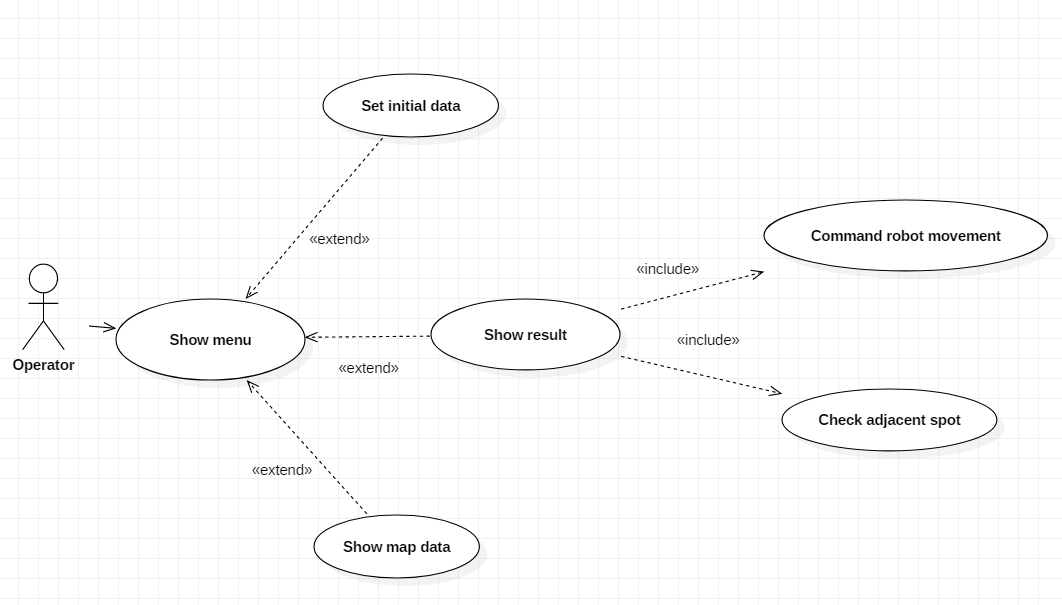 Set initial data
«extend»
Command robot movement
«include»
Operator
Show menu
Show result
«extend»
«include»
Check adjacent spot
«extend»
Show map data